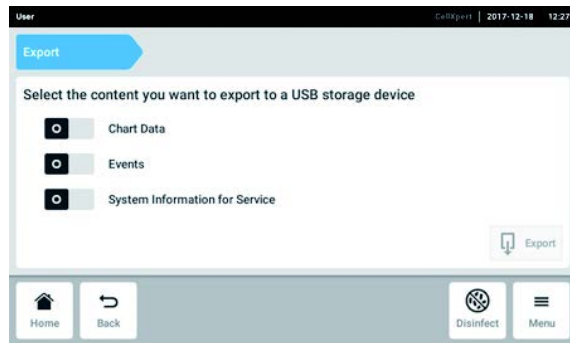 User CellXpert 2017-12-18 12:27
Export
Select the content you want to export to a USB storage device
Chart Data
Events
System Information for Service
Export
Home Back Disinfect Menu